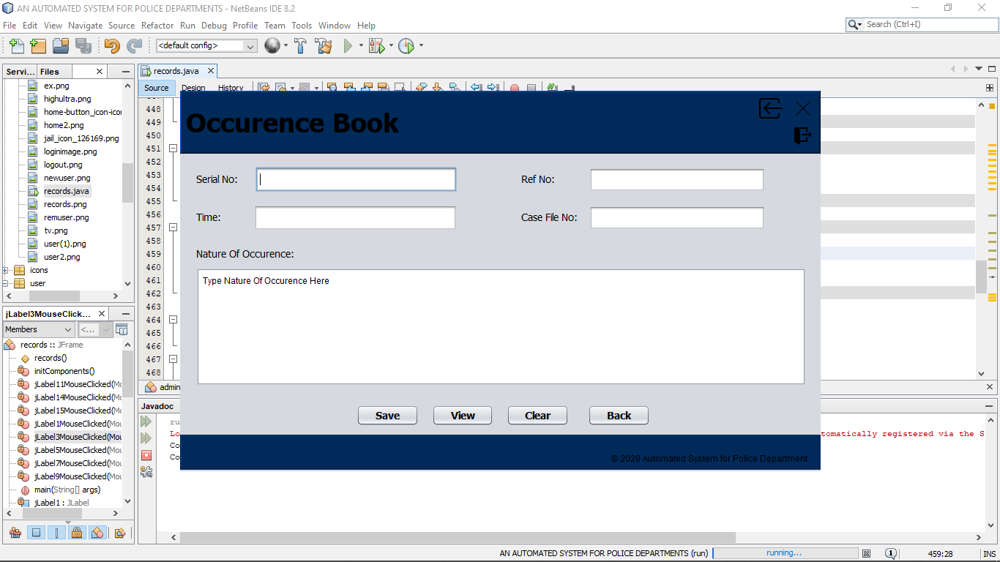 AN AUTOMATED SYSTEM FOR POLICE DEPARTMENTS - NetBeans IDE 8.2
File Edit View Navigate Source Refactor Run Debug Profile Team Tools Window Help
Search (Ctrl+I)
<default config>
Servi... Files
records.java
Source Design History
ex.png
highultra.png
home-button_icon-ico
home2.png
jail_icon_126169.png
loginimage.png
logout.png
newuser.png
records.java
records.png
remuser.png
tv.png
user(1).png
user2.png
icons
user
448
449
450
451
452
453
454
455
456
457
458
459
460
461
462
463
464
465
466
467
468
Occurence Book
Serial No:
Ref No:
Time:
Case File No:
Nature Of Occurence:
Type Nature Of Occurence Here
Save View Clear Back
© 2020 Automated System for Police Department
jLabel3MouseClick...
Members <...
records :: JFrame
records()
initComponents()
jLabel11MouseClicked(Mo
jLabel14MouseClicked(Mo
jLabel15MouseClicked(Mo
jLabel1MouseClicked(Mou
jLabel3MouseClicked(Mou
jLabel5MouseClicked(Mou
jLabel7MouseClicked(Mou
jLabel9MouseClicked(Mou
main(String[] args)
jLabel1 : JLabel
admin
Javadoc
ru
Lo
tomatically registered via the S
Co
Co
AN AUTOMATED SYSTEM FOR POLICE DEPARTMENTS (run) running... 1 459:28 INS